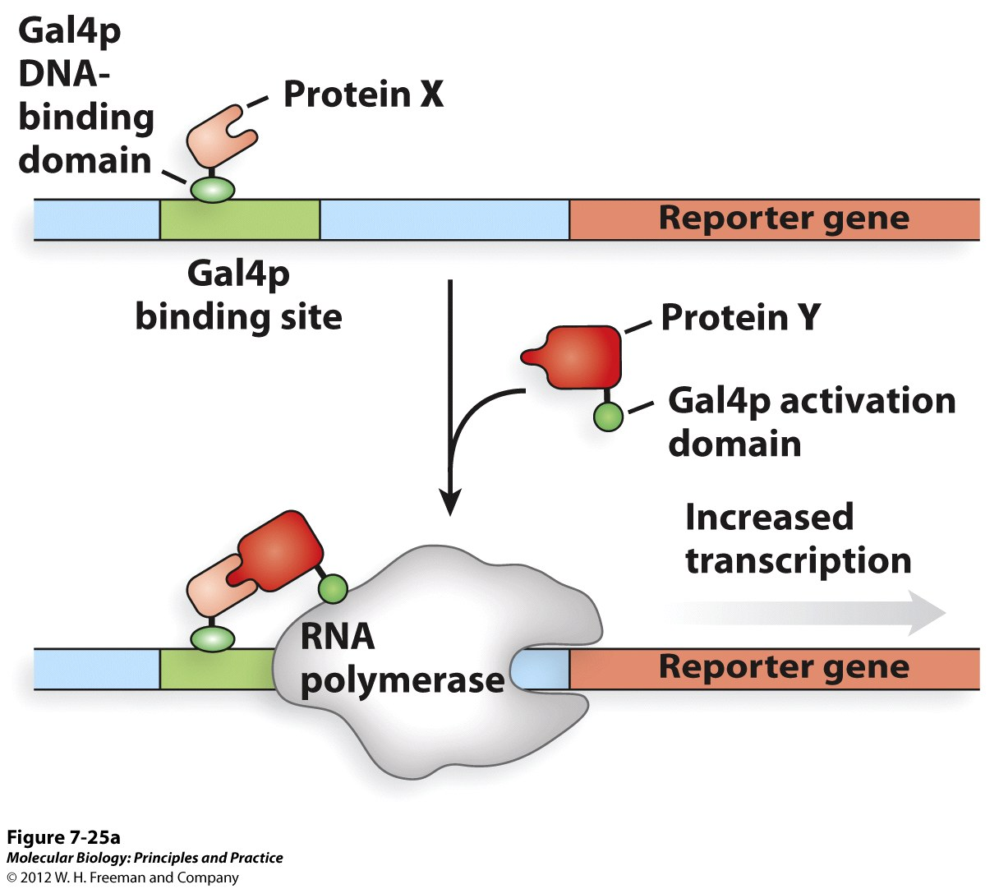 Gal4p
DNA-
binding
domain
Protein X
Reporter gene
Gal4p
binding site
Protein Y
Gal4p activation
domain
Increased
transcription
RNA
polymerase
Reporter gene
Figure 7-25a
Molecular Biology: Principles and Practice
© 2012 W. H. Freeman and Company